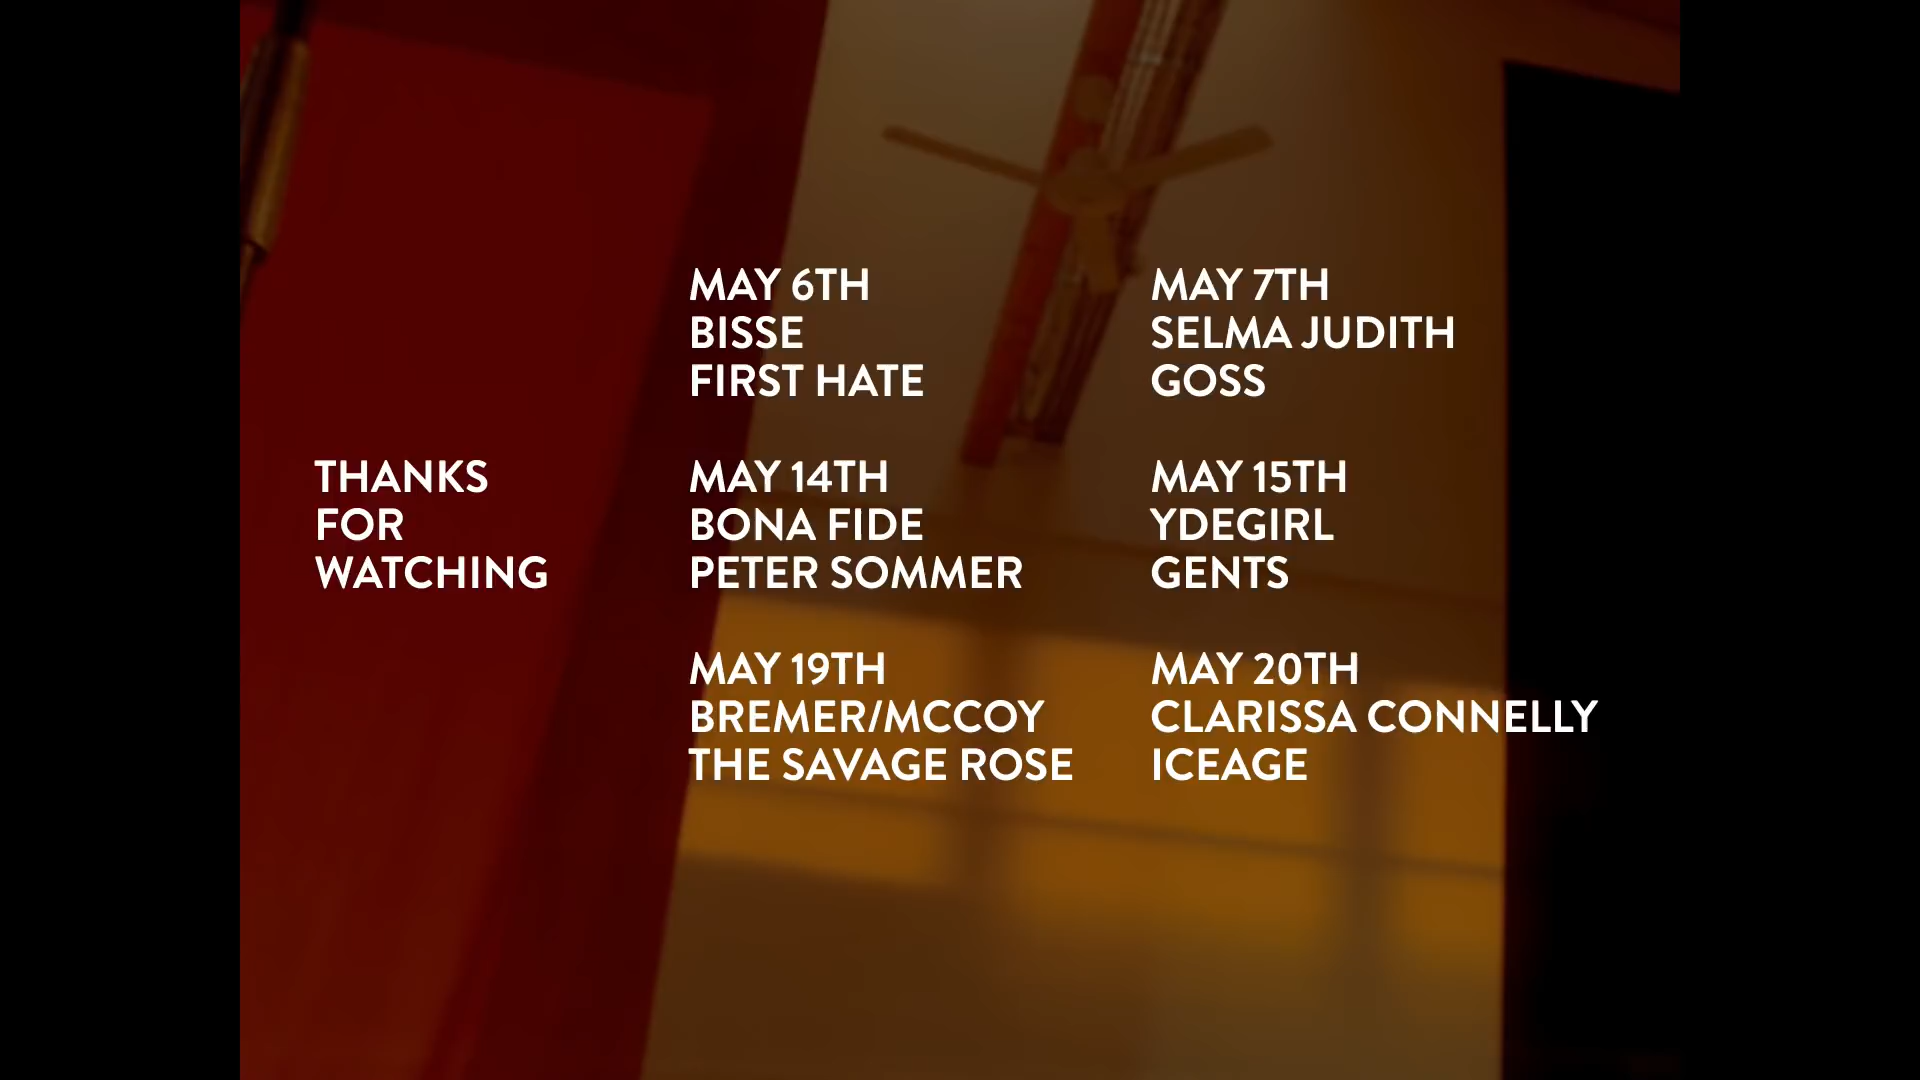 THANKS
FOR
WATCHING
MAY 6TH
BISSE
FIRST HATE
MAY 7TH
SELMA JUDITH
GOSS
MAY 14TH
BONA FIDE
PETER SOMMER
MAY 15TH
YDEGIRL
GENTS
MAY 19TH
BREMER/MCCOY
THE SAVAGE ROSE
MAY 20TH
CLARISSA CONNELLY
ICEAGE